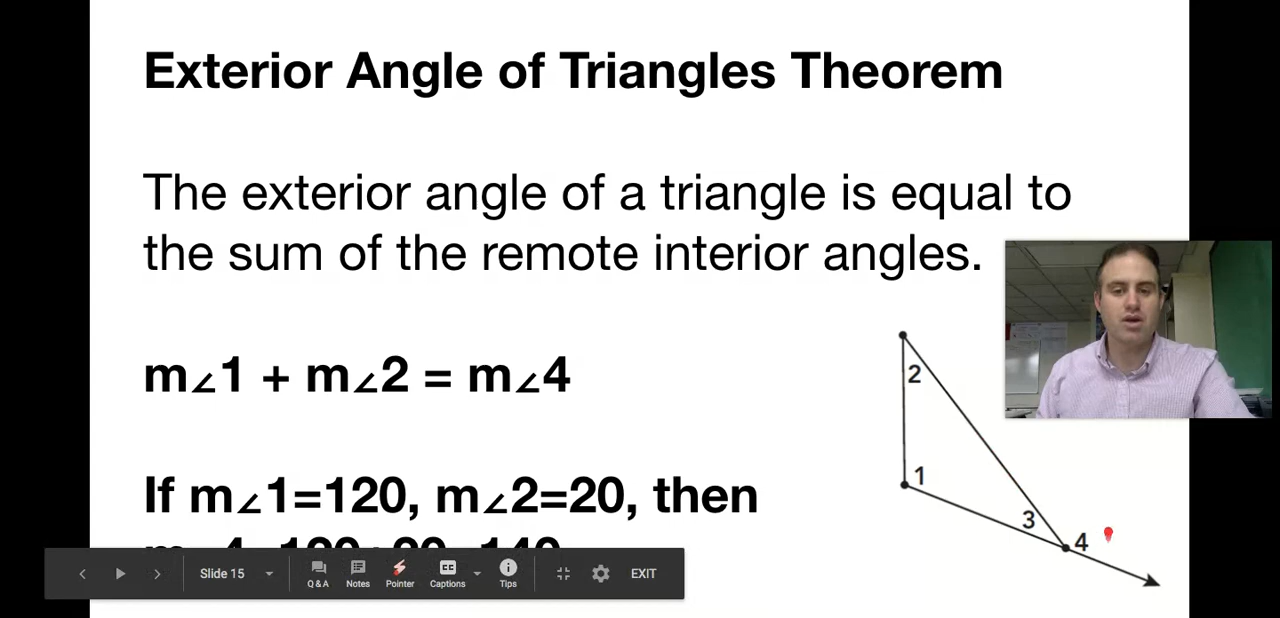 Exterior Angle of Triangles Theorem
The exterior angle of a triangle is equal to
the sum of the remote interior angles.
m∠1 + m∠2 = m∠4
If m∠1=120, m∠2=20, then
2
1
3
4
Slide 15
Q&A
Notes
Pointer
CC
Captions
Tips
EXIT